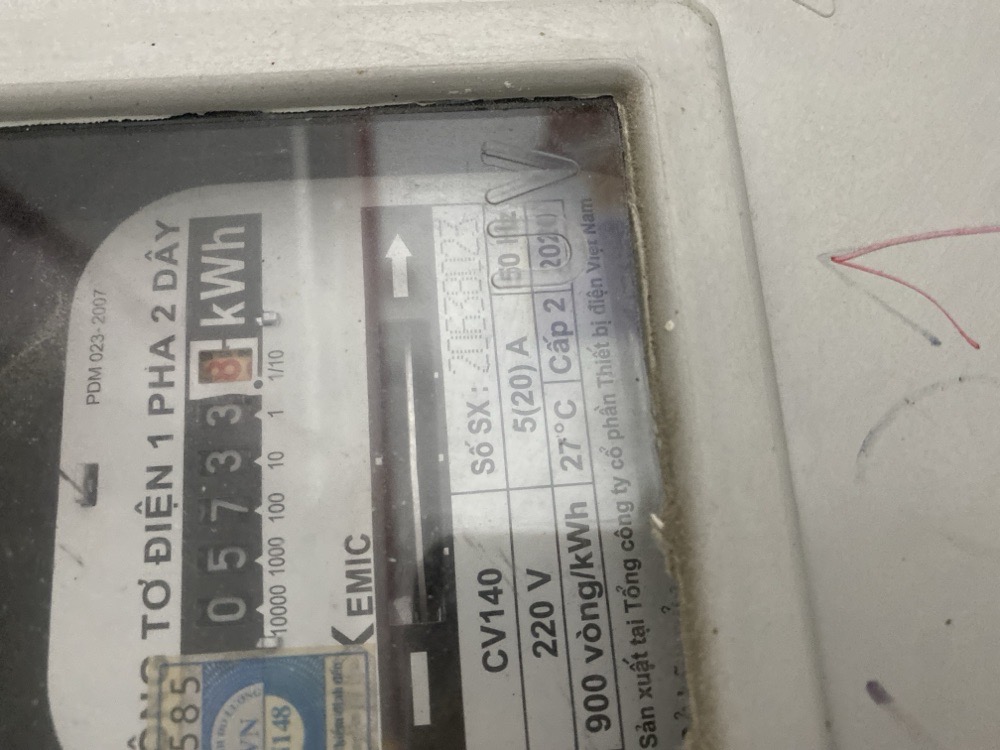 PDM 023-2007
TƠ ĐIỆN 1 PHA 2 DÂY
0 5 7 3 3 8 kWh
10000 1000 100 10 1 1/10
EMIC
Số SX :
CV140 5(20) A 50 Hz
220 V 27°C Cấp 2 202
900 vòng/kWh
Sản xuất tại Tổng công ty cổ phần Thiết bị điện Việt Nam
585
VN
148